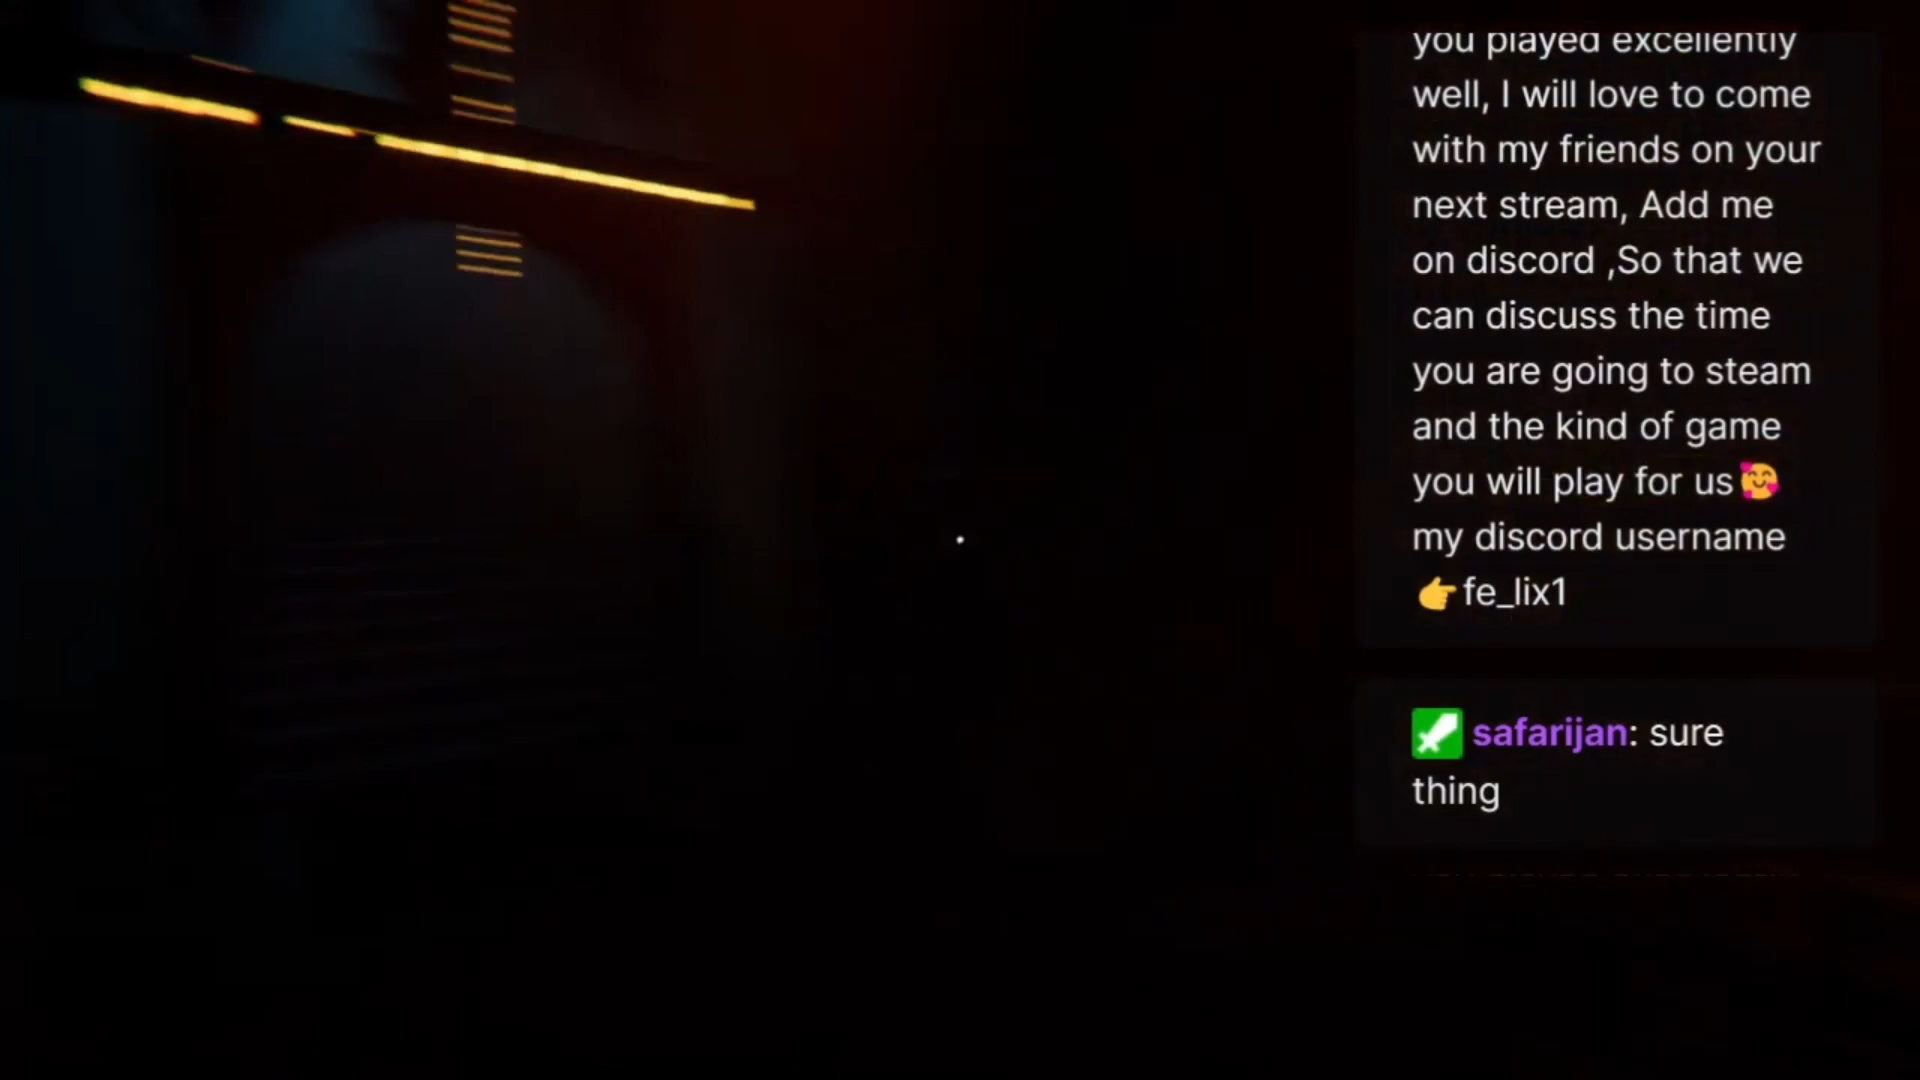 you played excellently
well, I will love to come
with my friends on your
next stream, Add me
on discord ,So that we
can discuss the time
you are going to steam
and the kind of game
you will play for us🥰
my discord username
👉fe_lix1
safarijan: sure
thing